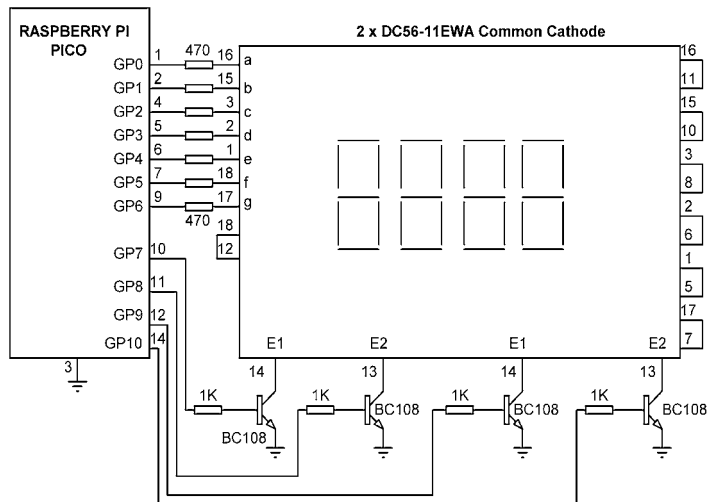 RASPBERRY PI
PICO
2 x DC56-11EWA Common Cathode
GP0 1 470 16 a
GP1 2 15 b
GP2 4 3 c
GP3 5 2 d
GP4 6 1 e
GP5 7 18 f
GP6 9 470 17 g
18
12
GP7 10
GP8 11
GP9 12
GP10 14
3
16
11
15
10
3
8
2
6
1
5
17
7
E1 E2 E1 E2
14 13 14 13
1K 1K 1K 1K
BC108 BC108 BC108 BC108